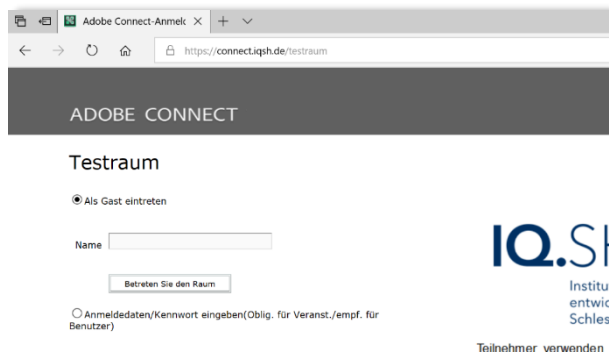 Adobe Connect-Anmelc
https://connect.iqsh.de/testraum
ADOBE CONNECT
Testraum
Als Gast eintreten
Name
Betreten Sie den Raum
Anmeldedaten/Kennwort eingeben(Oblig. für Veranst./empf. für
Benutzer)
IQ.SH
Institu
entwic
Schles
Teilnehmer verwenden